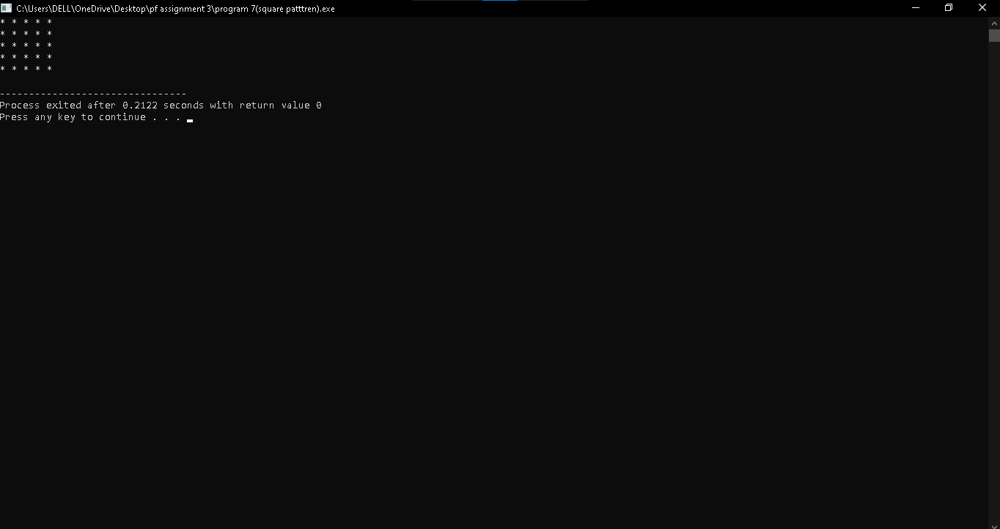 C:\Users\DELL\OneDrive\Desktop\pf assignment 3\program 7(square patttren).exe
* * * * *
* * * * *
* * * * *
* * * * *
* * * * *
--------------------------------
Process exited after 0.2122 seconds with return value 0
Press any key to continue . . .